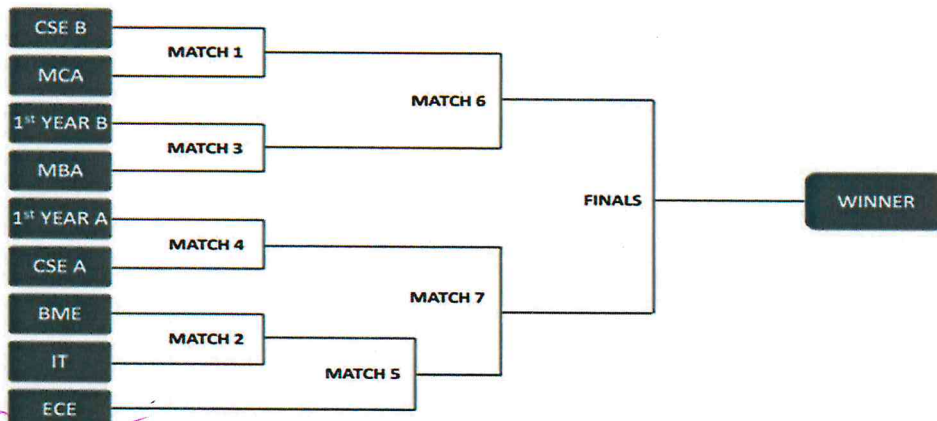 CSE B
MATCH 1
MCA
MATCH 6
1st YEAR B
MATCH 3
MBA
FINALS
WINNER
1st YEAR A
MATCH 4
CSE A
MATCH 7
BME
MATCH 2
IT
MATCH 5
ECE